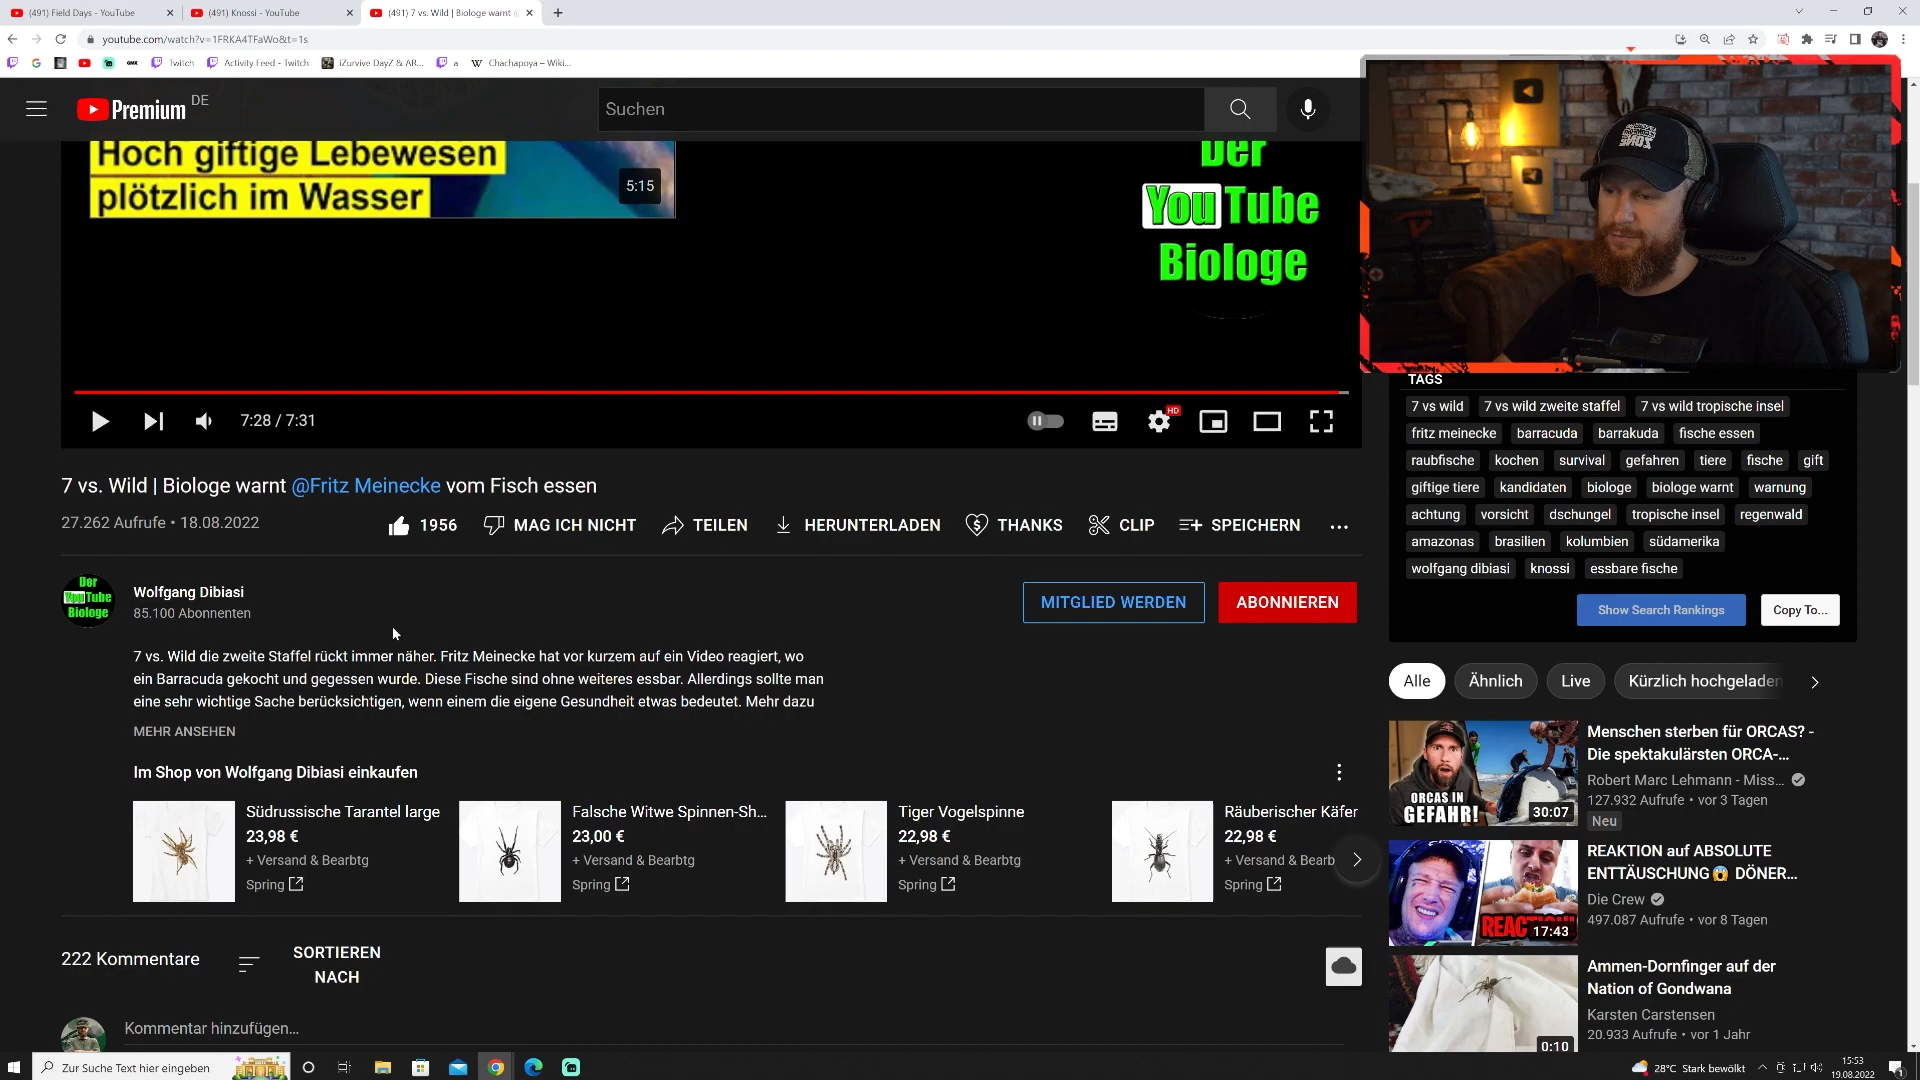 (491) Field Days - YouTube
(491) Knossi - YouTube
(491) 7 vs. Wild | Biologe warnt
youtube.com/watch?v=1FRKA4TFaWo&t=1s
Twitch
Activity Feed - Twitch
iZurvive DayZ & AR...
a
Chachapoya – Wiki...
Premium DE
Suchen
Hoch giftige Lebewesen
plötzlich im Wasser
5:15
Der
YouTube
Biologe
7:28 / 7:31
HD
7 vs. Wild | Biologe warnt @Fritz Meinecke vom Fisch essen
27.262 Aufrufe • 18.08.2022
1956
MAG ICH NICHT
TEILEN
HERUNTERLADEN
THANKS
CLIP
SPEICHERN
Der
YouTube
Biologe
Wolfgang Dibiasi
85.100 Abonnenten
MITGLIED WERDEN
ABONNIEREN
7 vs. Wild die zweite Staffel rückt immer näher. Fritz Meinecke hat vor kurzem auf ein Video reagiert, wo
ein Barracuda gekocht und gegessen wurde. Diese Fische sind ohne weiteres essbar. Allerdings sollte man
eine sehr wichtige Sache berücksichtigen, wenn einem die eigene Gesundheit etwas bedeutet. Mehr dazu
MEHR ANSEHEN
Im Shop von Wolfgang Dibiasi einkaufen
Südrussische Tarantel large
23,98 €
+ Versand & Bearbtg
Spring
Falsche Witwe Spinnen-Sh...
23,00 €
+ Versand & Bearbtg
Spring
Tiger Vogelspinne
22,98 €
+ Versand & Bearbtg
Spring
Räuberischer Käfer
22,98 €
+ Versand & Bearb
Spring
222 Kommentare
SORTIEREN
NACH
Kommentar hinzufügen...
TAGS
7 vs wild
7 vs wild zweite staffel
7 vs wild tropische insel
fritz meinecke
barracuda
barrakuda
fische essen
raubfische
kochen
survival
gefahren
tiere
fische
gift
giftige tiere
kandidaten
biologe
biologe warnt
warnung
achtung
vorsicht
dschungel
tropische insel
regenwald
amazonas
brasilien
kolumbien
südamerika
wolfgang dibiasi
knossi
essbare fische
Show Search Rankings
Copy To...
Alle
Ähnlich
Live
Kürzlich hochgeladen
ORCAS IN
GEFAHR!
30:07
Menschen sterben für ORCAS? -
Die spektakulärsten ORCA-...
Robert Marc Lehmann - Miss...
127.932 Aufrufe • vor 3 Tagen
Neu
17:43
REAKTION auf ABSOLUTE
ENTTÄUSCHUNG DÖNER...
Die Crew
497.087 Aufrufe • vor 8 Tagen
0:10
Ammen-Dornfinger auf der
Nation of Gondwana
Karsten Carstensen
20.933 Aufrufe • vor 1 Jahr
Zur Suche Text hier eingeben
28°C Stark bewölkt
15:53
19.08.2022